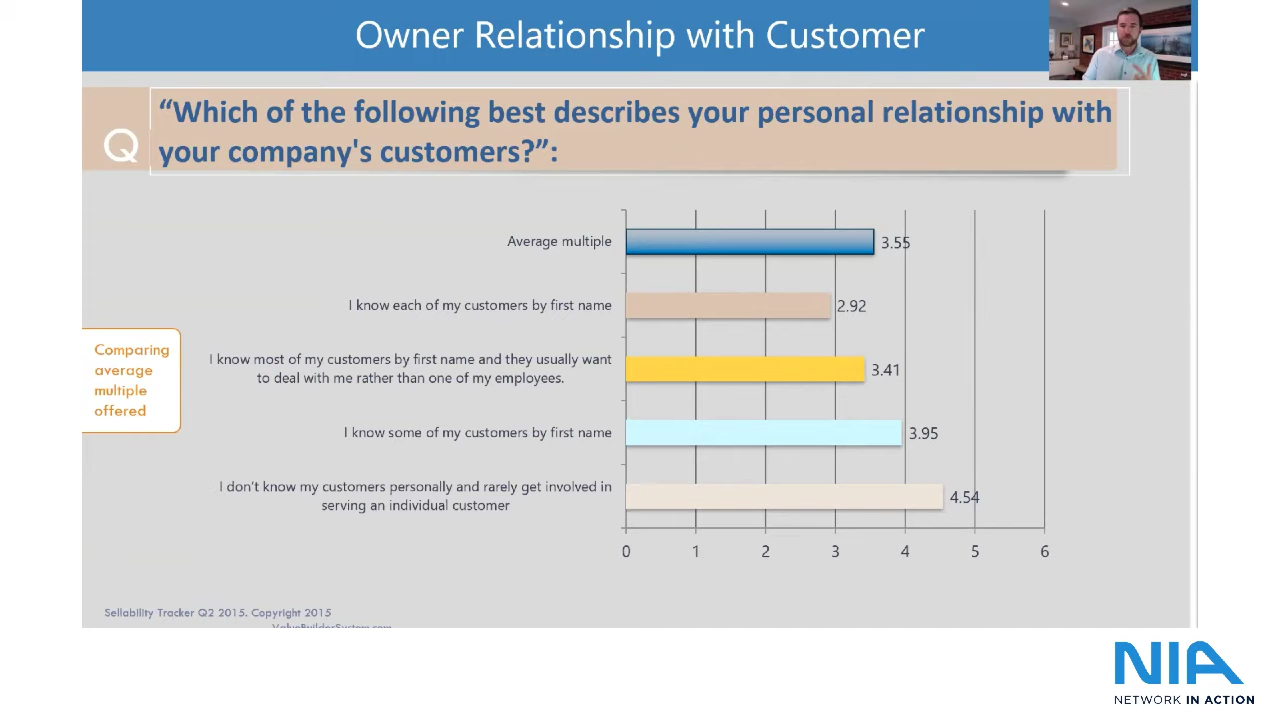 Owner Relationship with Customer
Q
“Which of the following best describes your personal relationship with
your company's customers?”:
Average multiple
3.55
I know each of my customers by first name
2.92
Comparing
average
multiple
offered
I know most of my customers by first name and they usually want
to deal with me rather than one of my employees.
3.41
I know some of my customers by first name
3.95
I don’t know my customers personally and rarely get involved in
serving an individual customer
4.54
0 1 2 3 4 5 6
Sellability Tracker Q2 2015. Copyright 2015
ValueBuilderSystem.com
NIA
NETWORK IN ACTION